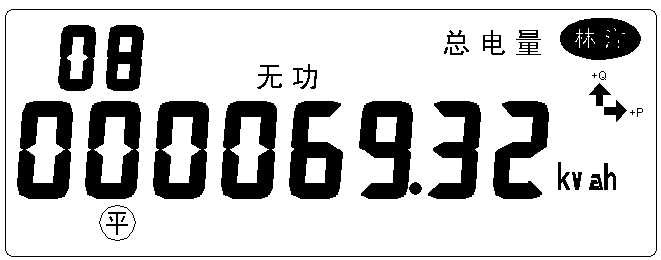 08 无功 总电量 林洋
+Q
+P
000069.32 kvah
平